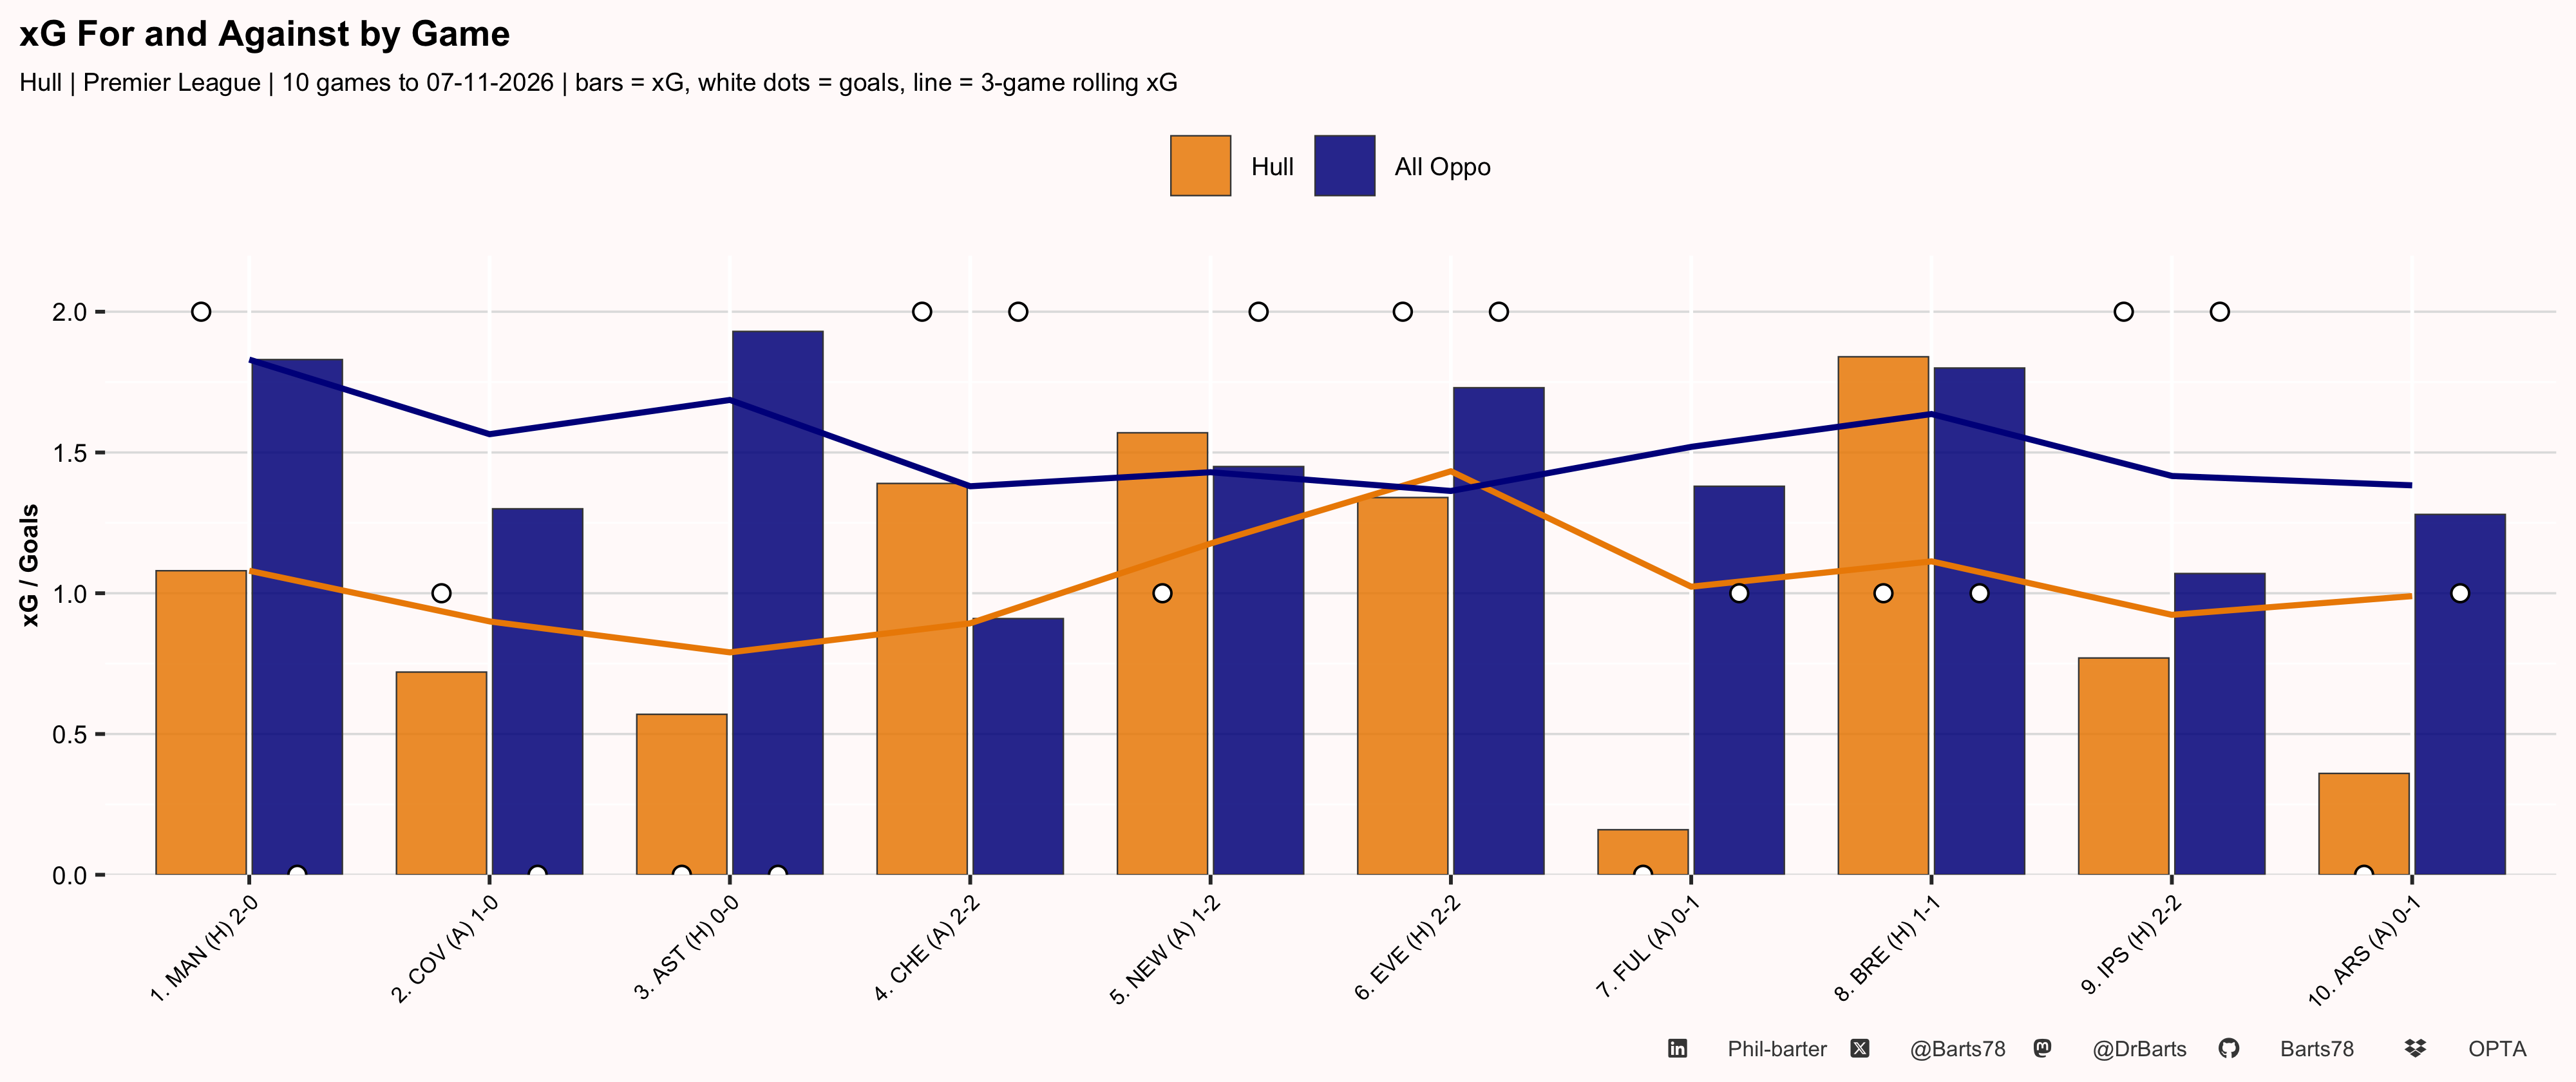 xG For and Against by Game
Hull | Premier League | 10 games to 07-11-2026 | bars = xG, white dots = goals, line = 3-game rolling xG
Hull
All Oppo
xG / Goals
2.0
1.5
1.0
0.5
0.0
1. MAN (H) 2-0
2. COV (A) 1-0
3. AST (H) 0-0
4. CHE (A) 2-2
5. NEW (A) 1-2
6. EVE (H) 2-2
7. FUL (A) 0-1
8. BRE (H) 1-1
9. IPS (H) 2-2
10. ARS (A) 0-1
Phil-barter @Barts78 @DrBarts Barts78 OPTA